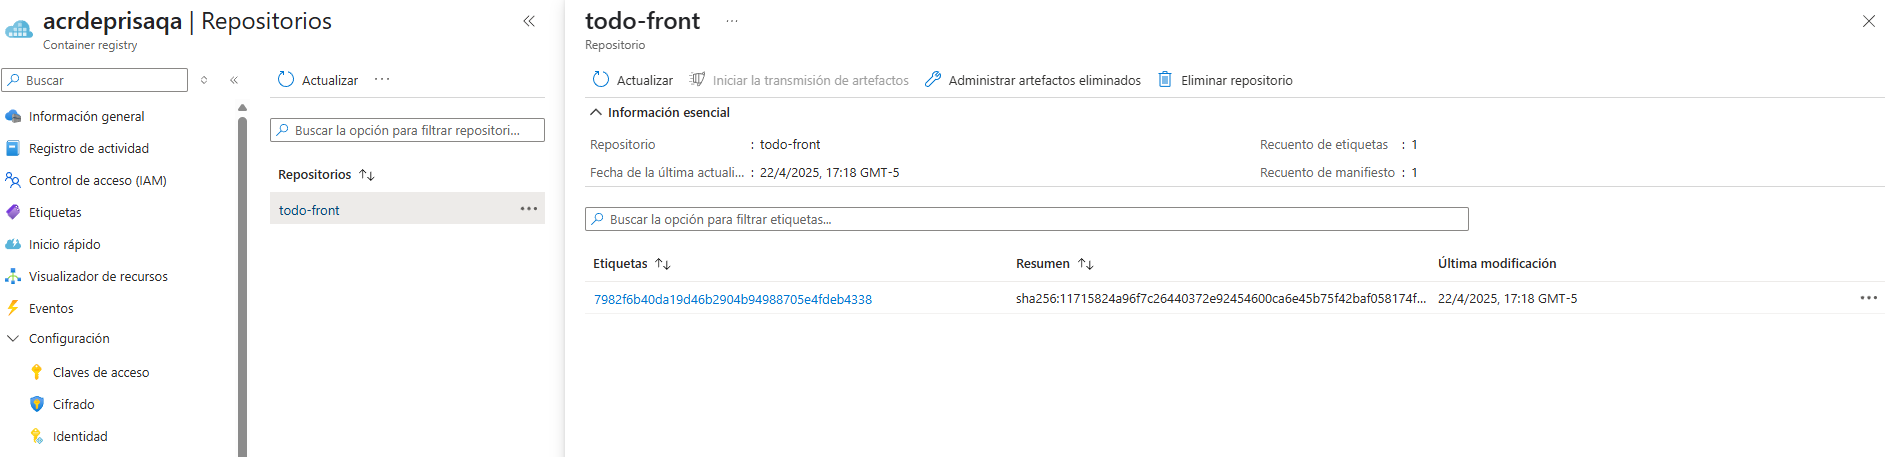 acrdeprisaqa | Repositorios
Container registry
Buscar
Información general
Registro de actividad
Control de acceso (IAM)
Etiquetas
Inicio rápido
Visualizador de recursos
Eventos
Configuración
Claves de acceso
Cifrado
Identidad
Actualizar
Buscar la opción para filtrar repositori...
Repositorios
todo-front
todo-front
Repositorio
Actualizar Iniciar la transmisión de artefactos Administrar artefactos eliminados Eliminar repositorio
Información esencial
Repositorio : todo-front Recuento de etiquetas : 1
Fecha de la última actuali... : 22/4/2025, 17:18 GMT-5 Recuento de manifiesto : 1
Buscar la opción para filtrar etiquetas...
Etiquetas Resumen Última modificación
7982f6b40da19d46b2904b94988705e4fdeb4338 sha256:11715824a96f7c26440372e92454600ca6e45b75f42baf058174f... 22/4/2025, 17:18 GMT-5